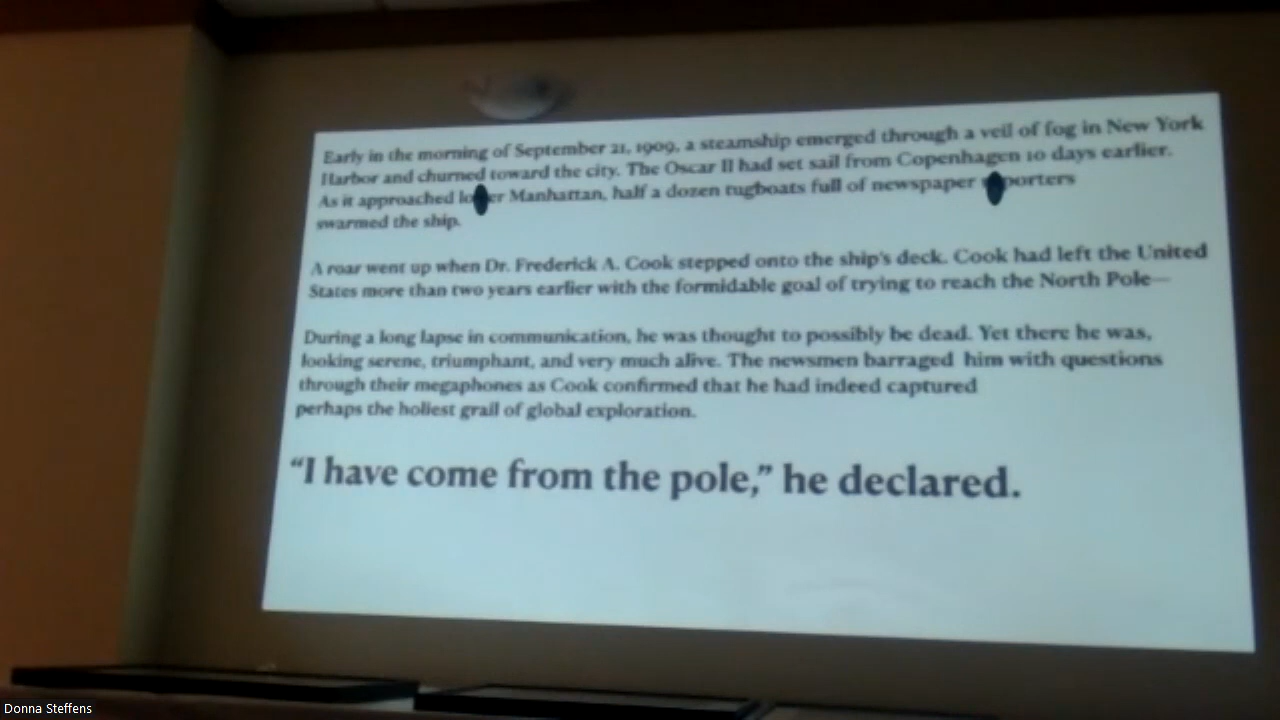 Early in the morning of September 21, 1909, a steamship emerged through a veil of fog in New York
Harbor and churned toward the city. The Oscar II had set sail from Copenhagen 10 days earlier.
As it approached lower Manhattan, half a dozen tugboats full of newspaper reporters
swarmed the ship.
A roar went up when Dr. Frederick A. Cook stepped onto the ship's deck. Cook had left the United
States more than two years earlier with the formidable goal of trying to reach the North Pole—
During a long lapse in communication, he was thought to possibly be dead. Yet there he was,
looking serene, triumphant, and very much alive. The newsmen barraged him with questions
through their megaphones as Cook confirmed that he had indeed captured
perhaps the holiest grail of global exploration.
“I have come from the pole,” he declared.
Donna Steffens